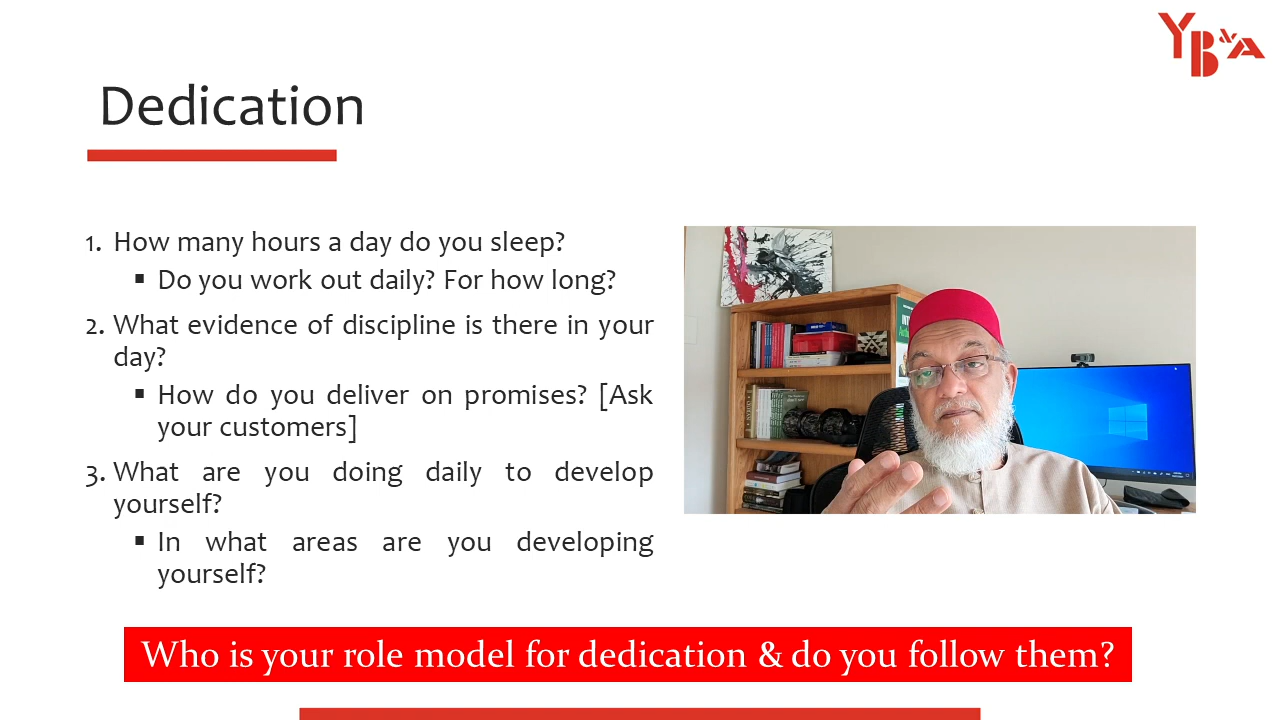 YB&A
Dedication
1. How many hours a day do you sleep?
▪ Do you work out daily? For how long?
2. What evidence of discipline is there in your
day?
▪ How do you deliver on promises? [Ask
your customers]
3. What are you doing daily to develop
yourself?
▪ In what areas are you developing
yourself?
Who is your role model for dedication & do you follow them?